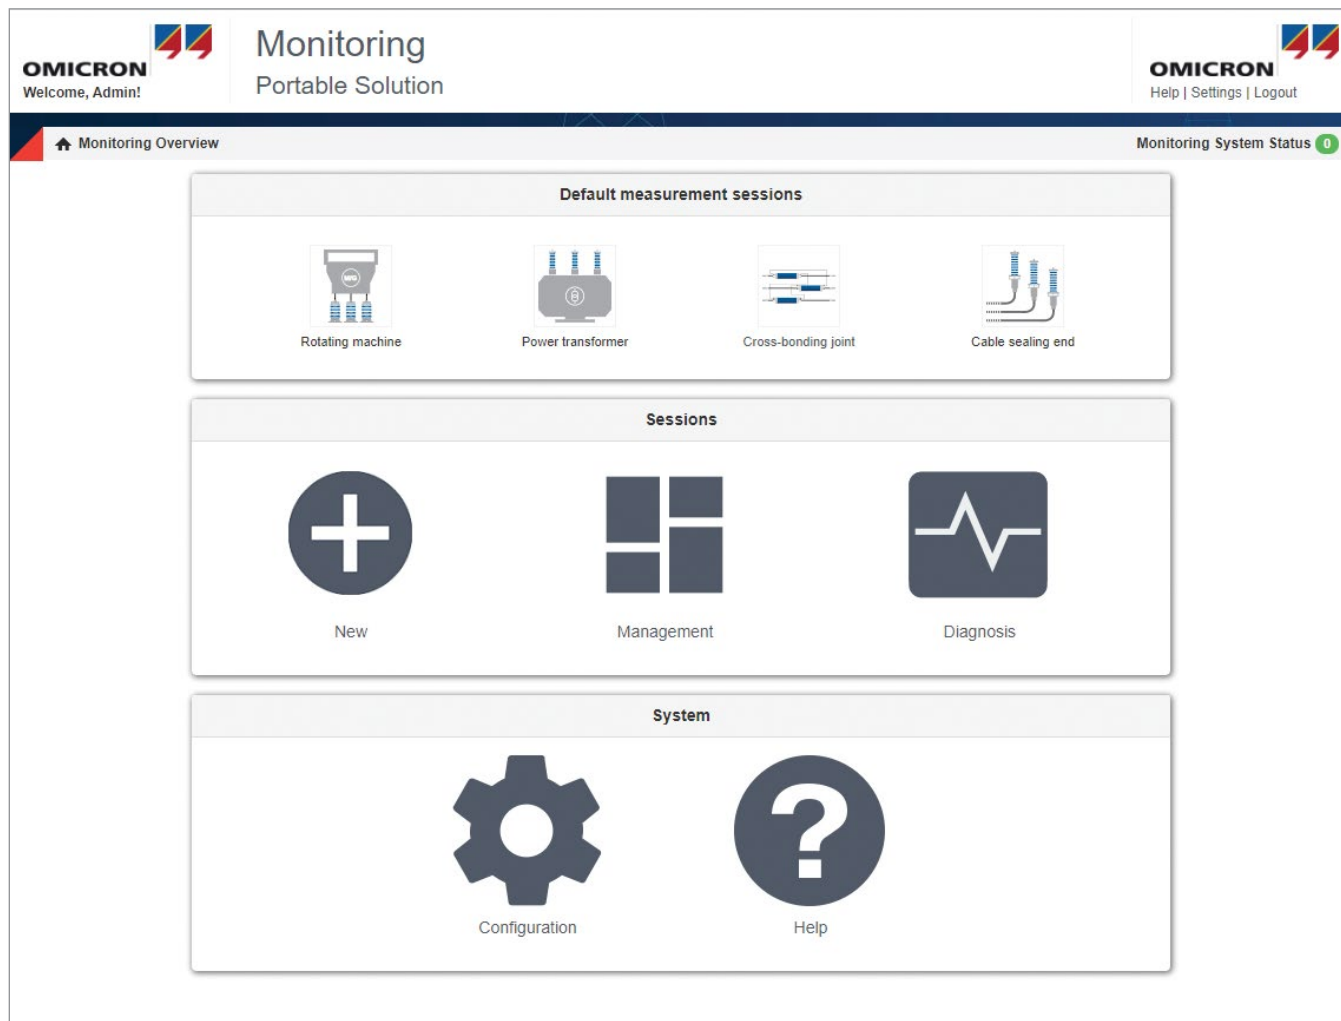 OMICRON
Welcome, Admin!
Monitoring
Portable Solution
OMICRON
Help | Settings | Logout
Monitoring Overview
Monitoring System Status 0
Default measurement sessions
M/G
Rotating machine
Power transformer
Cross-bonding joint
Cable sealing end
Sessions
New
Management
Diagnosis
System
?
Configuration
Help